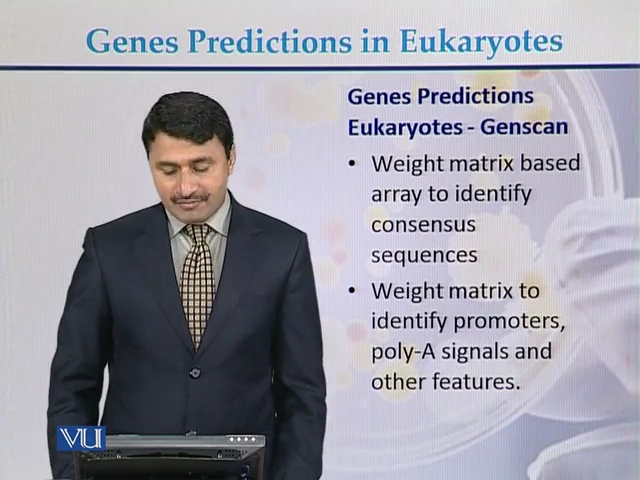 Genes Predictions in Eukaryotes
Genes Predictions
Eukaryotes - Genscan
• Weight matrix based
array to identify
consensus
sequences
• Weight matrix to
identify promoters,
poly-A signals and
other features.
VU